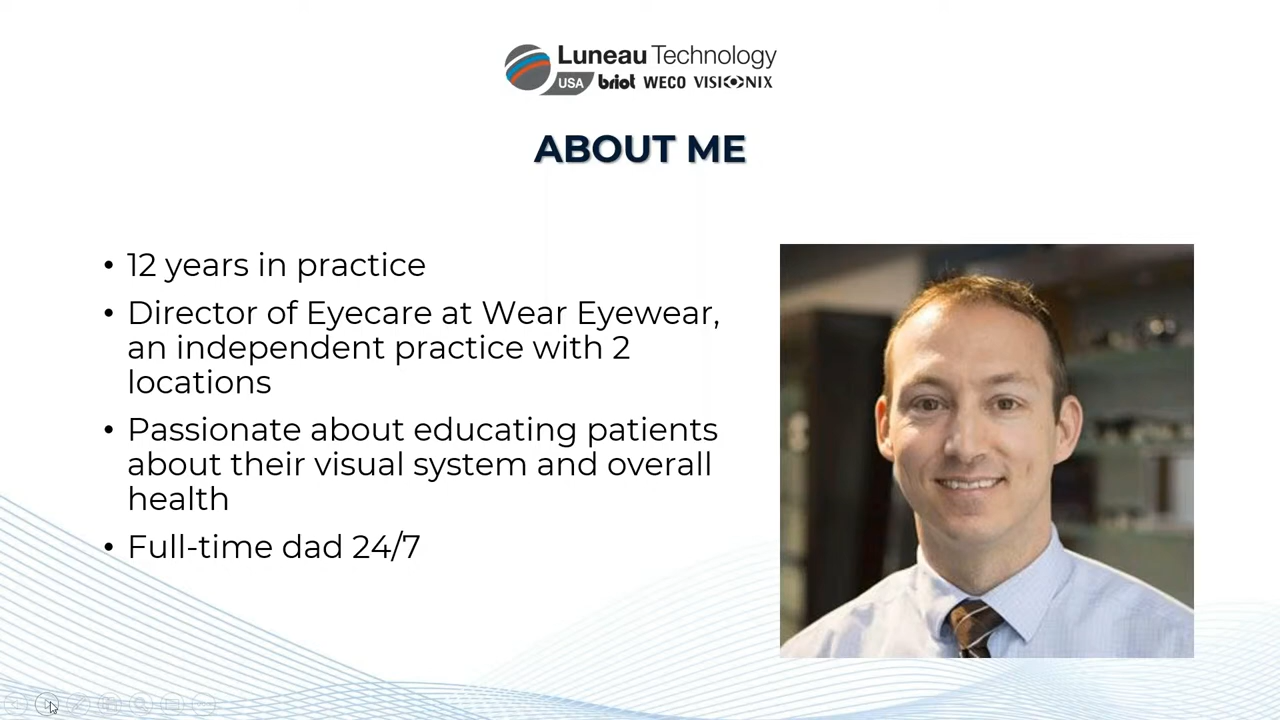 Luneau Technology
USA briot WECO VISIONIX
ABOUT ME
• 12 years in practice
• Director of Eyecare at Wear Eyewear,
an independent practice with 2
locations
• Passionate about educating patients
about their visual system and overall
health
• Full-time dad 24/7